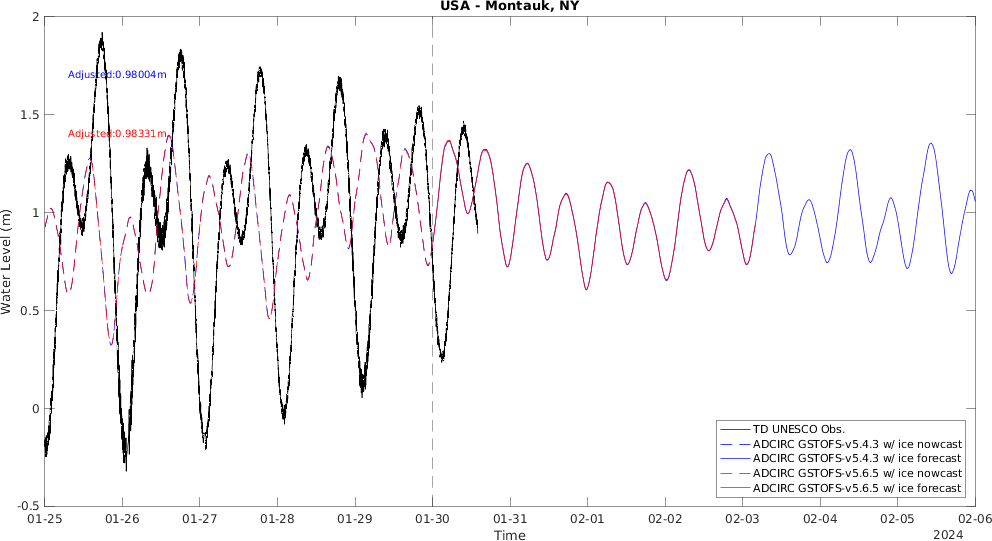 USA - Montauk, NY
2
1.5
1
0.5
0
-0.5
Water Level (m)
Adjusted:0.98004m
Adjusted:0.98331m
TD UNESCO Obs.
ADCIRC GSTOFS-v5.4.3 w/ ice nowcast
ADCIRC GSTOFS-v5.4.3 w/ ice forecast
ADCIRC GSTOFS-v5.6.5 w/ ice nowcast
ADCIRC GSTOFS-v5.6.5 w/ ice forecast
01-25 01-26 01-27 01-28 01-29 01-30 01-31 02-01 02-02 02-03 02-04 02-05 02-06
Time
2024